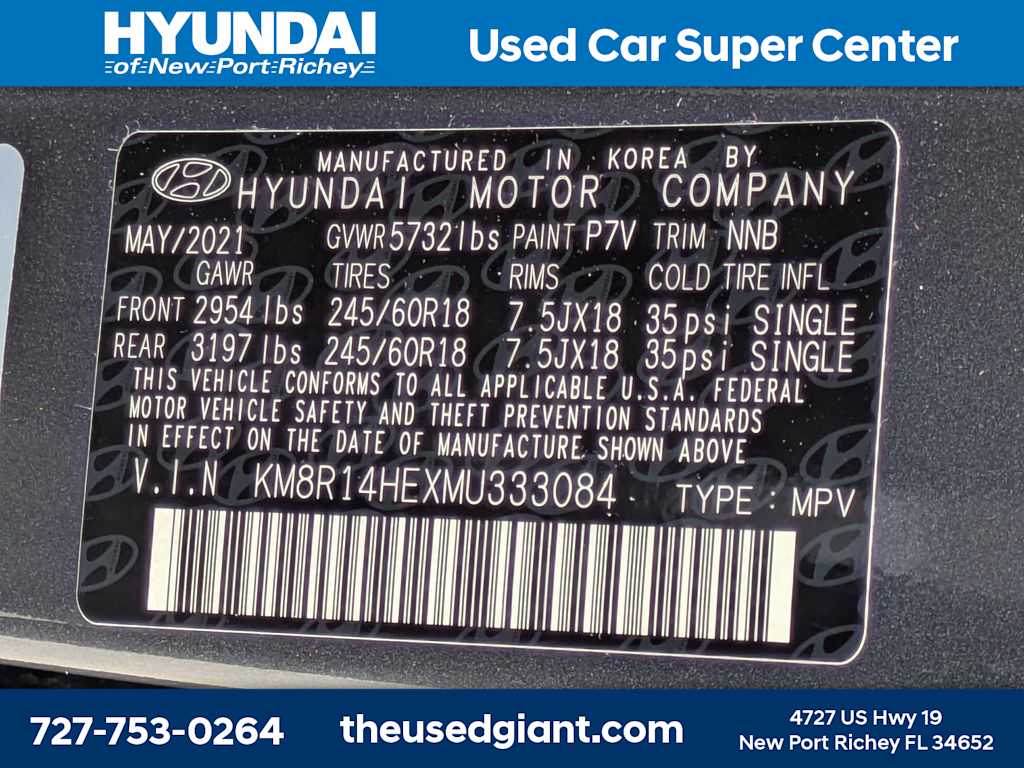 HYUNDAI
of New Port Richey
Used Car Super Center
MANUFACTURED IN KOREA BY
HYUNDAI MOTOR COMPANY
MAY/2021 GVWR 5732lbs PAINT P7V TRIM NNB
GAWR TIRES RIMS COLD TIRE INFL
FRONT 2954lbs 245/60R18 7.5JX18 35psi SINGLE
REAR 3197lbs 245/60R18 7.5JX18 35psi SINGLE
THIS VEHICLE CONFORMS TO ALL APPLICABLE U.S.A. FEDERAL
MOTOR VEHICLE SAFETY AND THEFT PREVENTION STANDARDS
IN EFFECT ON THE DATE OF MANUFACTURE SHOWN ABOVE
V.I.N KM8R14HEXMU333084 TYPE : MPV
727-753-0264
theusedgiant.com
4727 US Hwy 19
New Port Richey FL 34652